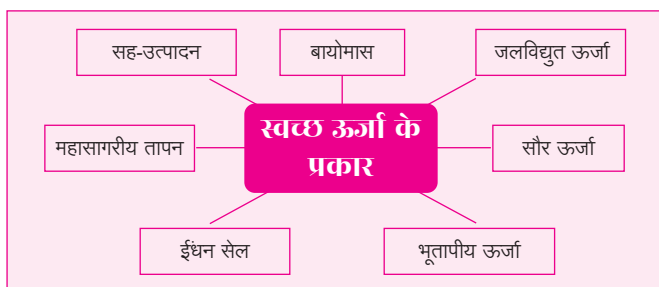 सह-उत्पादन
बायोमास
जलविद्युत ऊर्जा
स्वच्छ ऊर्जा के
प्रकार
महासागरीय तापन
सौर ऊर्जा
ईंधन सेल
भूतापीय ऊर्जा